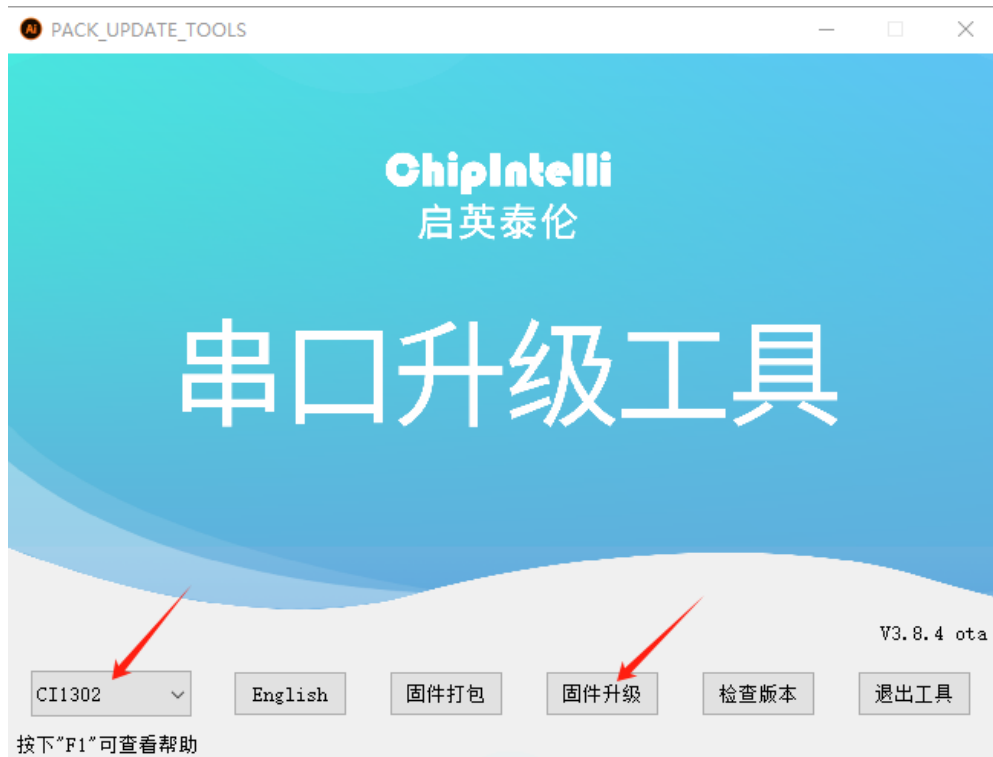 Ai PACK_UPDATE_TOOLS
ChipIntelli
启英泰伦
串口升级工具
V3.8.4 ota
CI1302 English 固件打包 固件升级 检查版本 退出工具
按下"F1"可查看帮助